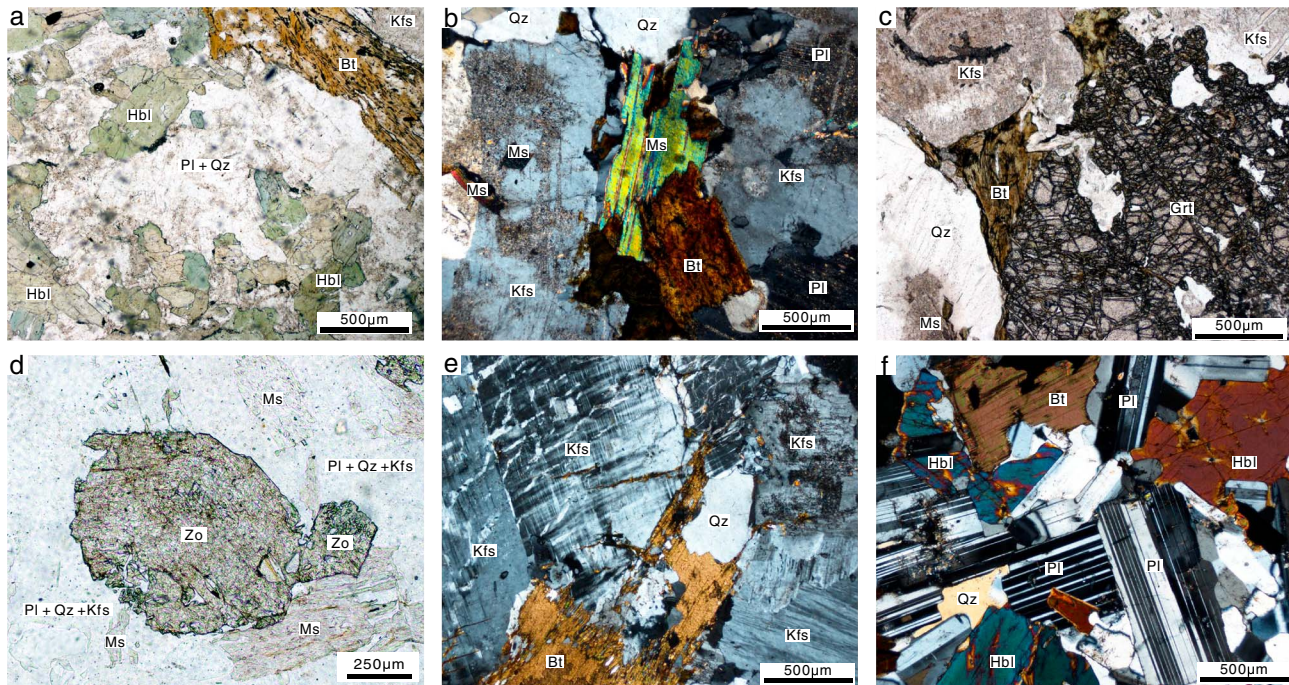 a
Kfs
Bt
Hbl
Pl + Qz
Hbl
Hbl
500µm
b
Qz
Qz
Pl
Ms
Ms
Ms
Kfs
Kfs
Bt
Pl
500µm
c
Kfs
Kfs
Bt
Grt
Qz
Ms
500µm
d
Ms
Pl + Qz +Kfs
Zo
Zo
Pl + Qz +Kfs
Ms
Ms
250µm
e
Kfs
Kfs
Qz
Kfs
Kfs
Bt
500µm
f
Bt
Pl
Hbl
Hbl
Pl
Pl
Qz
Hbl
500µm